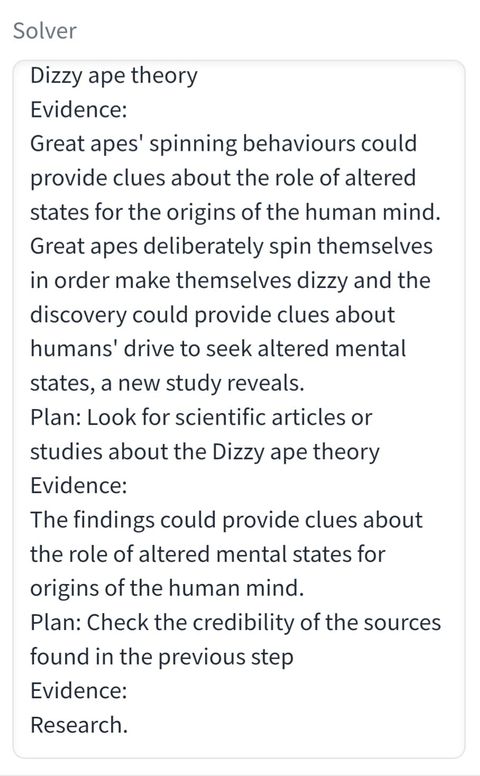 Solver
Dizzy ape theory
Evidence:
Great apes' spinning behaviours could
provide clues about the role of altered
states for the origins of the human mind.
Great apes deliberately spin themselves
in order make themselves dizzy and the
discovery could provide clues about
humans' drive to seek altered mental
states, a new study reveals.
Plan: Look for scientific articles or
studies about the Dizzy ape theory
Evidence:
The findings could provide clues about
the role of altered mental states for
origins of the human mind.
Plan: Check the credibility of the sources
found in the previous step
Evidence:
Research.